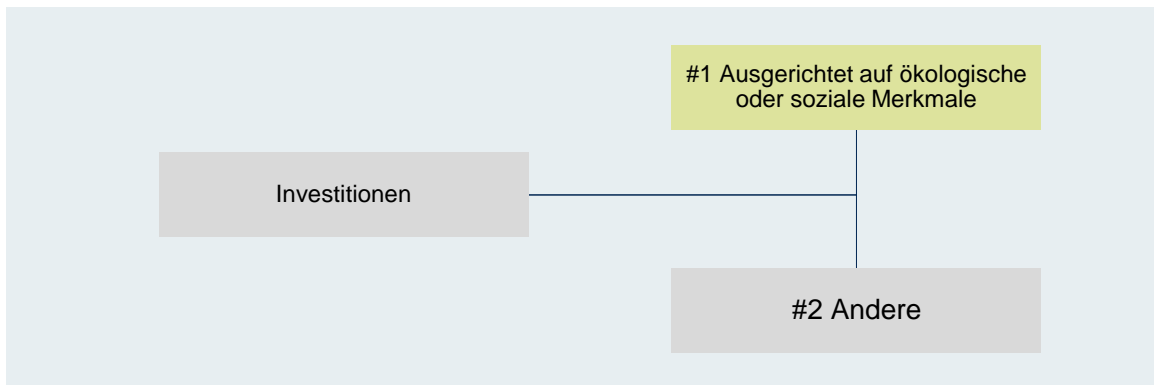 #1 Ausgerichtet auf ökologische
oder soziale Merkmale
Investitionen
#2 Andere